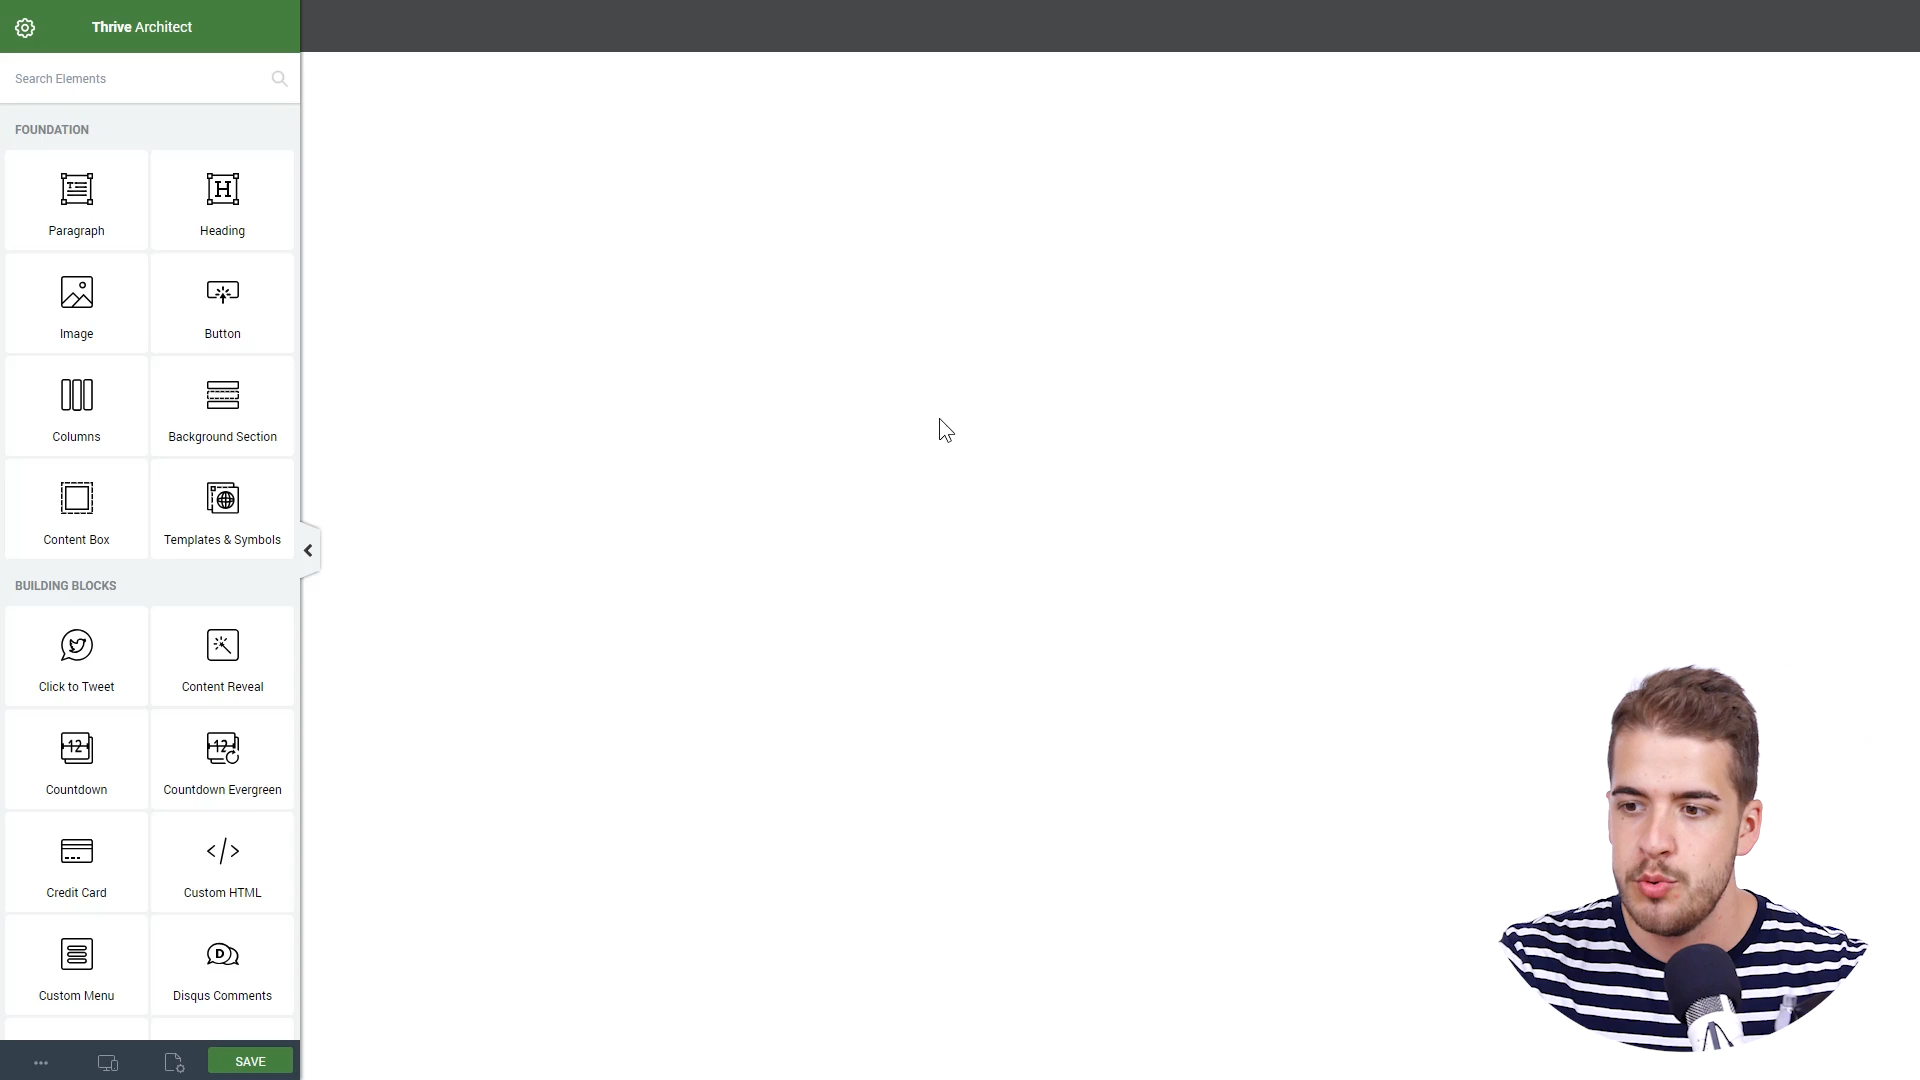 Thrive Architect
Search Elements
FOUNDATION
Paragraph
Heading
Image
Button
Columns
Background Section
Content Box
Templates & Symbols
BUILDING BLOCKS
Click to Tweet
Content Reveal
Countdown
Countdown Evergreen
Credit Card
Custom HTML
Custom Menu
Disqus Comments
SAVE